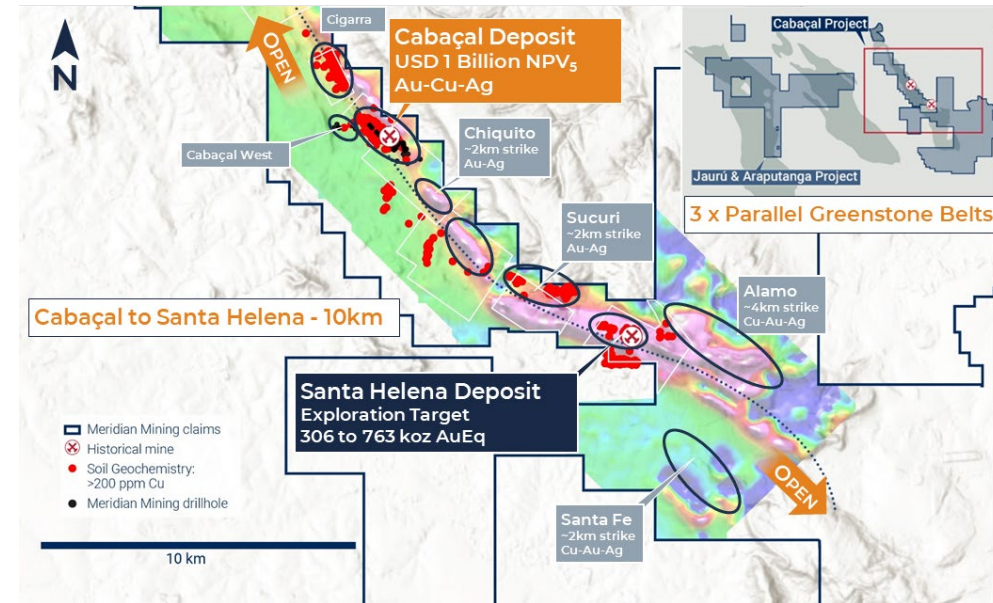 Cigarra
OPEN
N
Cabaçal Deposit
USD 1 Billion NPV₅
Au-Cu-Ag
Cabaçal Project
Jaurú & Araputanga Project
3 x Parallel Greenstone Belts
Cabaçal West
Chiquito
~2km strike
Au-Ag
Sucuri
~2km strike
Au-Ag
Alamo
~4km strike
Cu-Au-Ag
Cabaçal to Santa Helena - 10km
Santa Helena Deposit
Exploration Target
306 to 763 koz AuEq
Meridian Mining claims
Historical mine
Soil Geochemistry:
>200 ppm Cu
Meridian Mining drillhole
10 km
OPEN
Santa Fe
~2km strike
Cu-Au-Ag